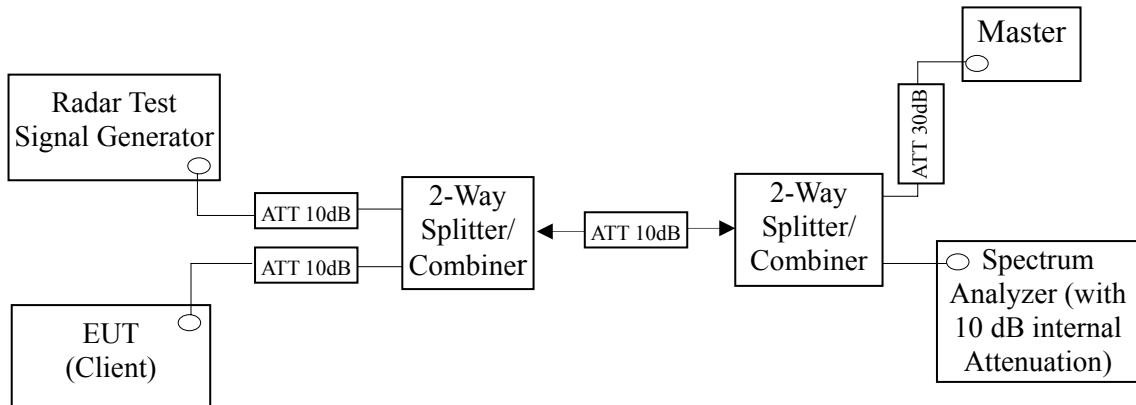 Radar Test
Signal Generator
ATT 10dB
ATT 10dB
EUT
(Client)
2-Way
Splitter/
Combiner
ATT 10dB
2-Way
Splitter/
Combiner
ATT 30dB
Master
Spectrum
Analyzer (with
10 dB internal
Attenuation)